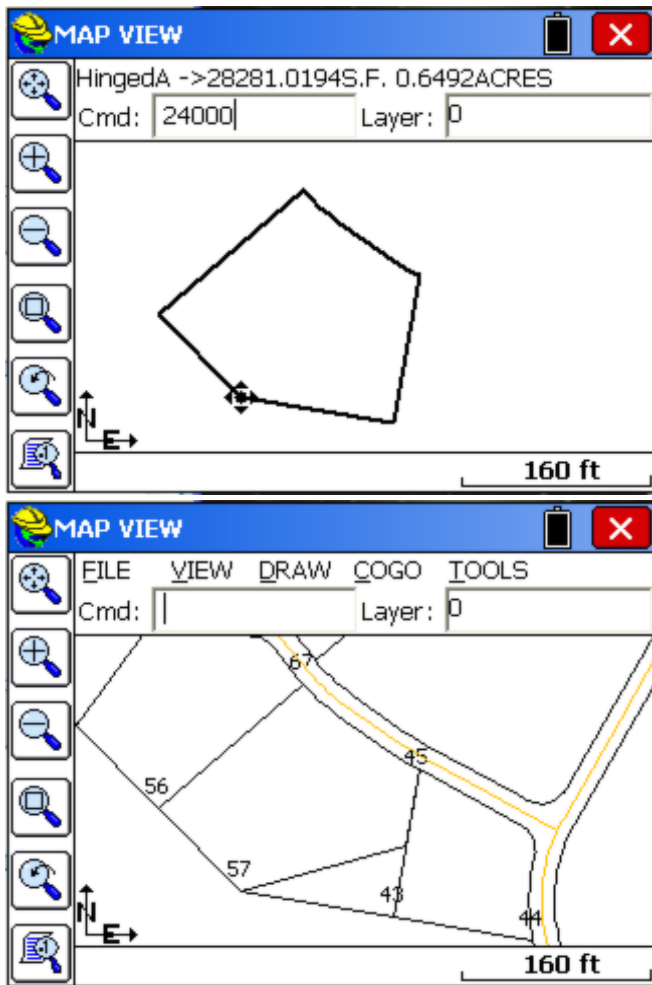 MAP VIEW
HingedA ->28281.0194S.F. 0.6492ACRES
Cmd: 24000 Layer: 0
N
E
160 ft
MAP VIEW
FILE VIEW DRAW COGO TOOLS
Cmd: Layer: 0
67
45
56
57
43
44
N
E
160 ft